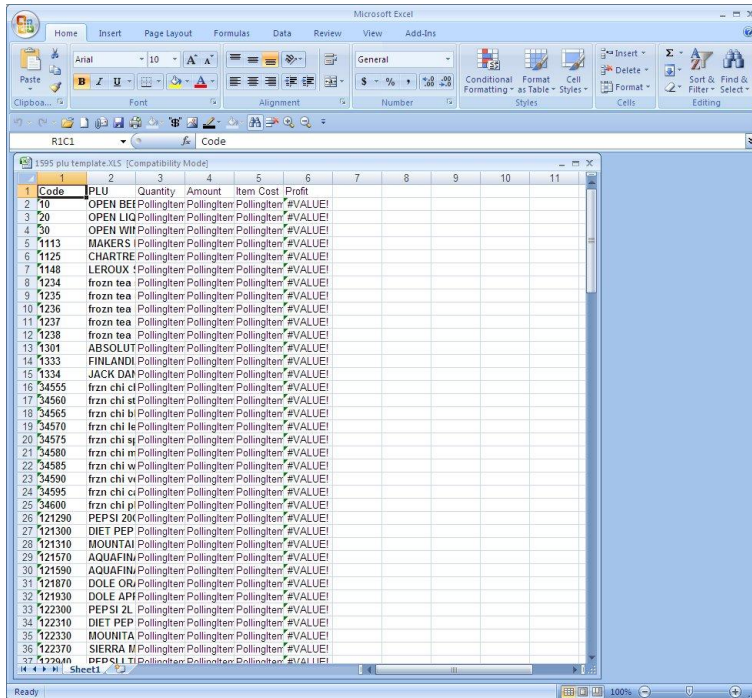 Microsoft Excel
Home Insert Page Layout Formulas Data Review View Add-Ins
Paste
Arial 10
General
Conditional Formatting
Format as Table
Cell Styles
Insert
Delete
Format
Sort & Filter
Find & Select
Clipboa... Font Alignment Number Styles Cells Editing
R1C1 fx Code
1595 plu template.XLS [Compatibility Mode]
1 2 3 4 5 6 7 8 9 10 11
1 Code PLU Quantity Amount Item Cost Profit
2 10 OPEN BEE PollingItem PollingItem PollingItem #VALUE!
3 20 OPEN LIQ PollingItem PollingItem PollingItem #VALUE!
4 30 OPEN WIN PollingItem PollingItem PollingItem #VALUE!
5 1113 MAKERS PollingItem PollingItem PollingItem #VALUE!
6 1125 CHARTRE PollingItem PollingItem PollingItem #VALUE!
7 1148 LEROUX PollingItem PollingItem PollingItem #VALUE!
8 1234 frozn tea PollingItem PollingItem PollingItem #VALUE!
9 1235 frozn tea PollingItem PollingItem PollingItem #VALUE!
10 1236 frozn tea PollingItem PollingItem PollingItem #VALUE!
11 1237 frozn tea PollingItem PollingItem PollingItem #VALUE!
12 1238 frozn tea PollingItem PollingItem PollingItem #VALUE!
13 1301 ABSOLUT PollingItem PollingItem PollingItem #VALUE!
14 1333 FINLANDI PollingItem PollingItem PollingItem #VALUE!
15 1334 JACK DAN PollingItem PollingItem PollingItem #VALUE!
16 34555 frzn chi cl PollingItem PollingItem PollingItem #VALUE!
17 34560 frzn chi st PollingItem PollingItem PollingItem #VALUE!
18 34565 frzn chi bl PollingItem PollingItem PollingItem #VALUE!
19 34570 frzn chi le PollingItem PollingItem PollingItem #VALUE!
20 34575 frzn chi sp PollingItem PollingItem PollingItem #VALUE!
21 34580 frzn chi m PollingItem PollingItem PollingItem #VALUE!
22 34585 frzn chi w PollingItem PollingItem PollingItem #VALUE!
23 34590 frzn chi ve PollingItem PollingItem PollingItem #VALUE!
24 34595 frzn chi ca PollingItem PollingItem PollingItem #VALUE!
25 34600 frzn chi pl PollingItem PollingItem PollingItem #VALUE!
26 121290 PEPSI 20 PollingItem PollingItem PollingItem #VALUE!
27 121300 DIET PEP PollingItem PollingItem PollingItem #VALUE!
28 121310 MOUNTAI PollingItem PollingItem PollingItem #VALUE!
29 121570 AQUAFINA PollingItem PollingItem PollingItem #VALUE!
30 121590 AQUAFINA PollingItem PollingItem PollingItem #VALUE!
31 121870 DOLE OR PollingItem PollingItem PollingItem #VALUE!
32 121930 DOLE APF PollingItem PollingItem PollingItem #VALUE!
33 122300 PEPSI 2L PollingItem PollingItem PollingItem #VALUE!
34 122310 DIET PEP PollingItem PollingItem PollingItem #VALUE!
35 122330 MOUNITA PollingItem PollingItem PollingItem #VALUE!
36 122370 SIERRA M PollingItem PollingItem PollingItem #VALUE!
37 122940 PEPSI PollingItem PollingItem PollingItem #VALUE!
Sheet1
Ready 100%